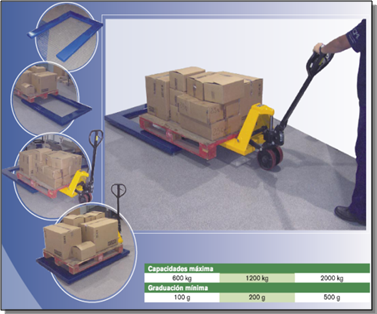 Capacidades máxima
600 kg 1200 kg 2000 kg
Graduación mínima
100 g 200 g 500 g